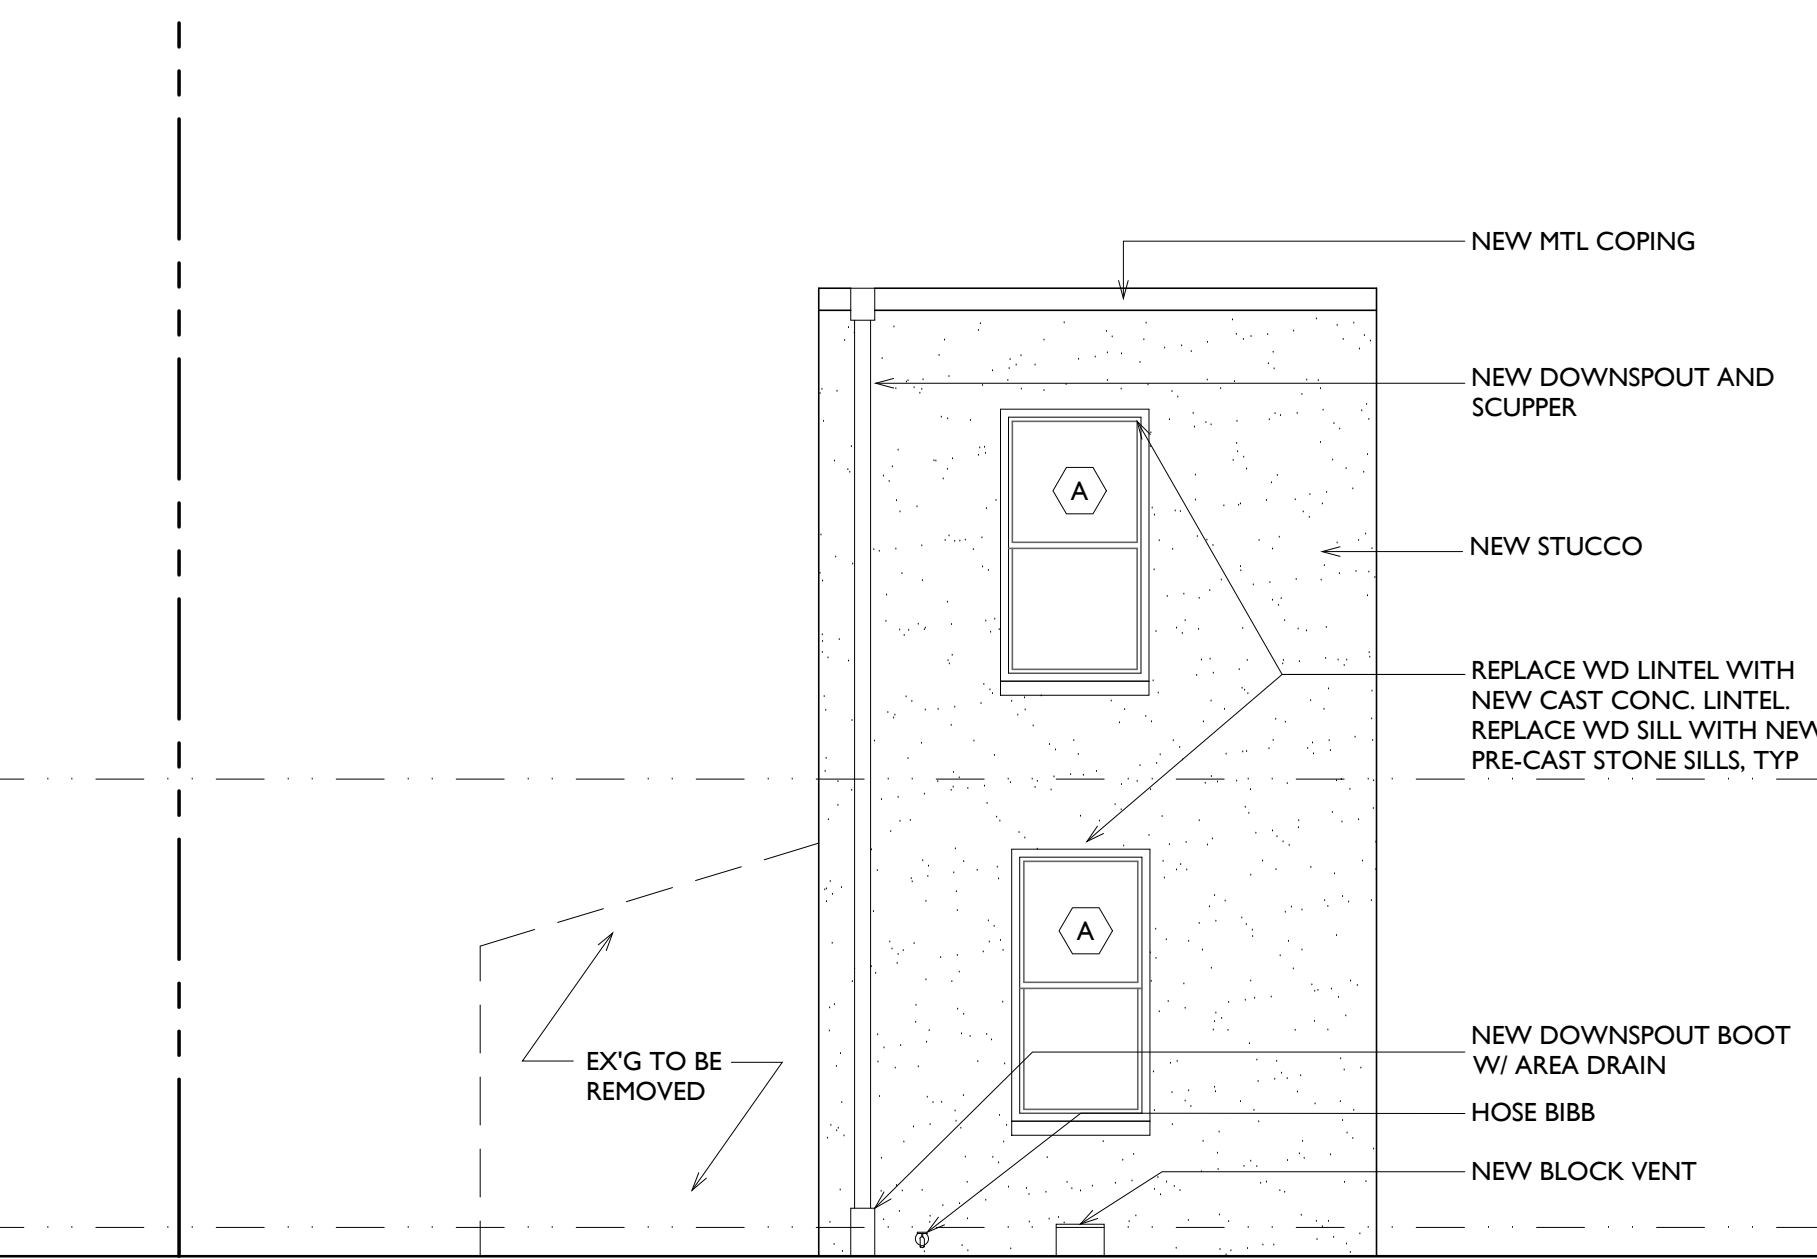 NEW MTL COPING
NEW DOWNSPOUT AND
SCUPPER
A
NEW STUCCO
REPLACE WD LINTEL WITH
NEW CAST CONC. LINTEL.
REPLACE WD SILL WITH NEW
PRE-CAST STONE SILLS, TYP
A
EX'G TO BE
REMOVED
NEW DOWNSPOUT BOOT
W/ AREA DRAIN
HOSE BIBB
NEW BLOCK VENT